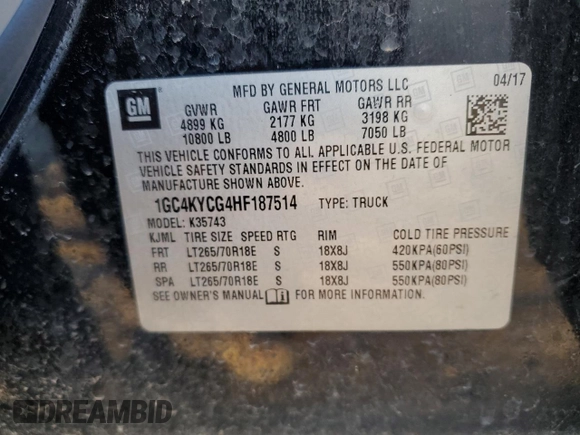 MFD BY GENERAL MOTORS LLC 04/17
GM
GVWR GAWR FRT GAWR RR
4899 KG 2177 KG 3198 KG
10800 LB 4800 LB 7050 LB
THIS VEHICLE CONFORMS TO ALL APPLICABLE U.S. FEDERAL MOTOR
VEHICLE SAFETY STANDARDS IN EFFECT ON THE DATE OF
MANUFACTURE SHOWN ABOVE.
1GC4KYCG4HF187514 TYPE: TRUCK
MODEL: K35743
KJML TIRE SIZE SPEED RTG RIM COLD TIRE PRESSURE
FRT LT265/70R18E S 18X8J 420KPA(60PSI)
RR LT265/70R18E S 18X8J 550KPA(80PSI)
SPA LT265/70R18E S 18X8J 550KPA(80PSI)
SEE OWNER'S MANUAL FOR MORE INFORMATION.
DREAMBID